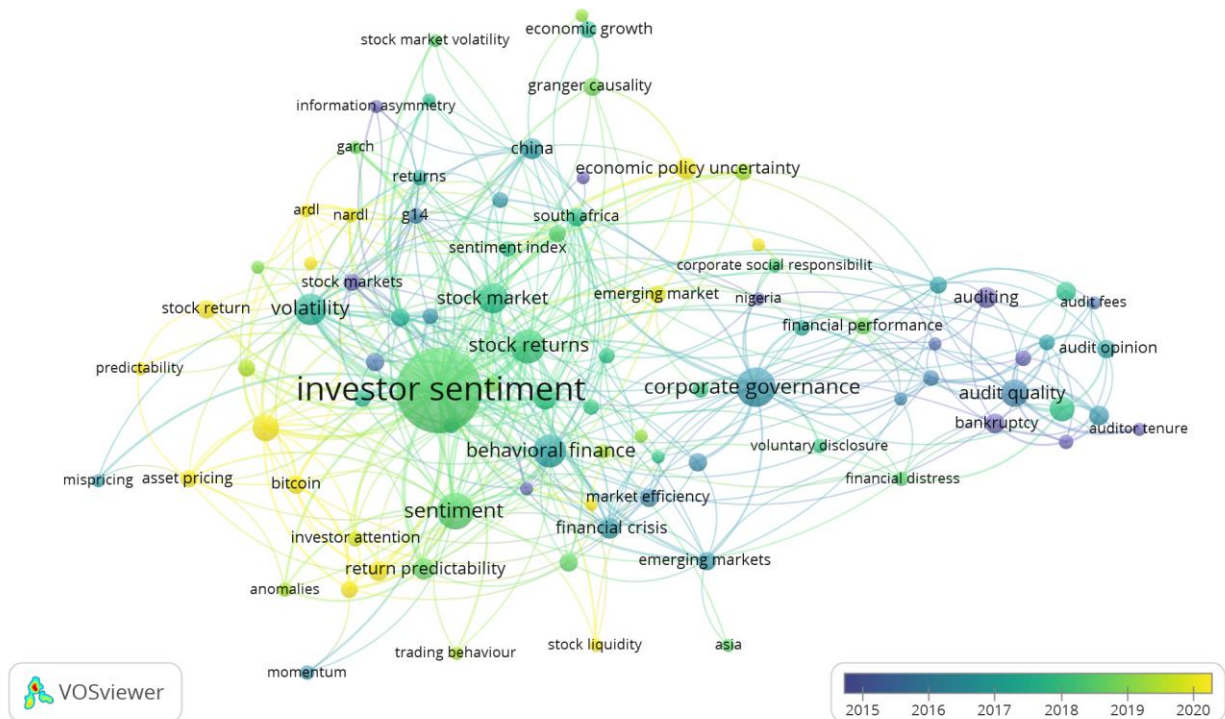 economic growth
stock market volatility
granger causality
information asymmetry
garch
china
economic policy uncertainty
returns
ardl
nardl
g14
south africa
sentiment index
corporate social responsibilit
stock markets
stock market
emerging market
nigeria
auditing
audit fees
stock return
volatility
financial performance
stock returns
audit opinion
predictability
investor sentiment
corporate governance
audit quality
bankruptcy
auditor tenure
behavioral finance
voluntary disclosure
mispricing
asset pricing
bitcoin
market efficiency
financial distress
sentiment
financial crisis
investor attention
emerging markets
return predictability
anomalies
trading behaviour
stock liquidity
asia
momentum
VOSviewer
2015 2016 2017 2018 2019 2020